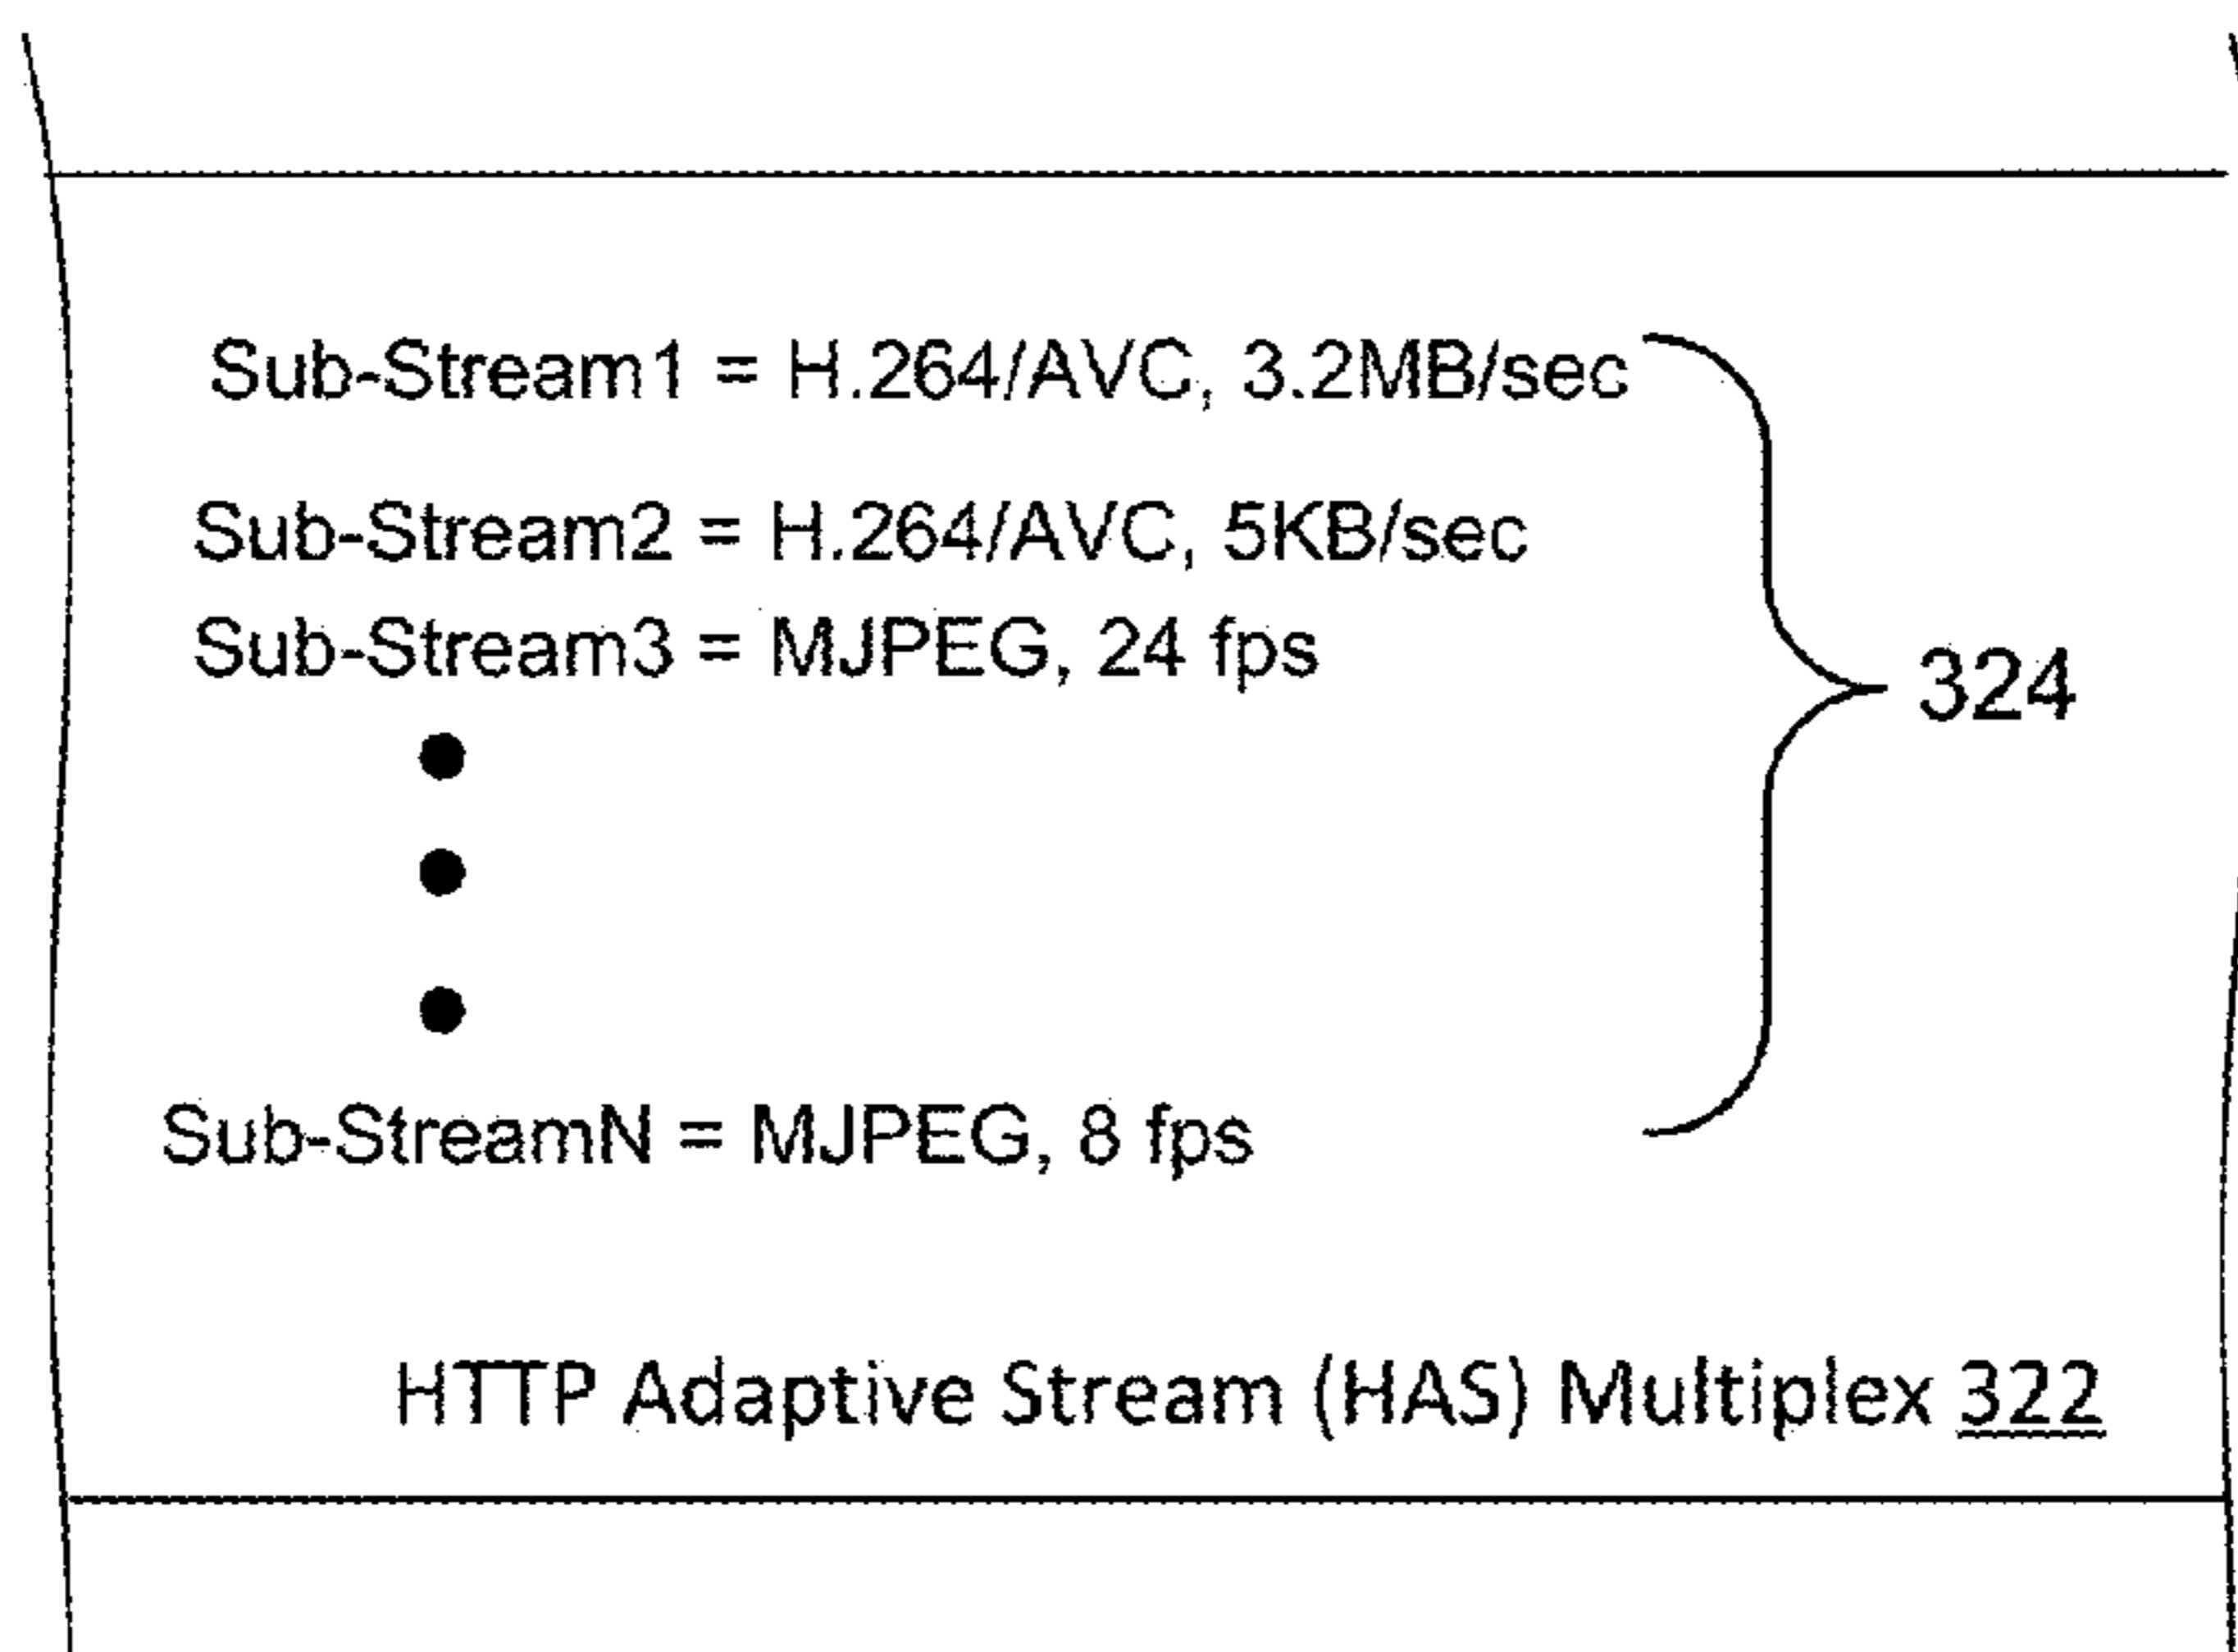 Sub-Stream1 = H.264/AVC, 3.2MB/sec
Sub-Stream2 = H.264/AVC, 5KB/sec
Sub-Stream3 = MJPEG, 24 fps
324
Sub-StreamN = MJPEG, 8 fps
HTTP Adaptive Stream (HAS) Multiplex 322